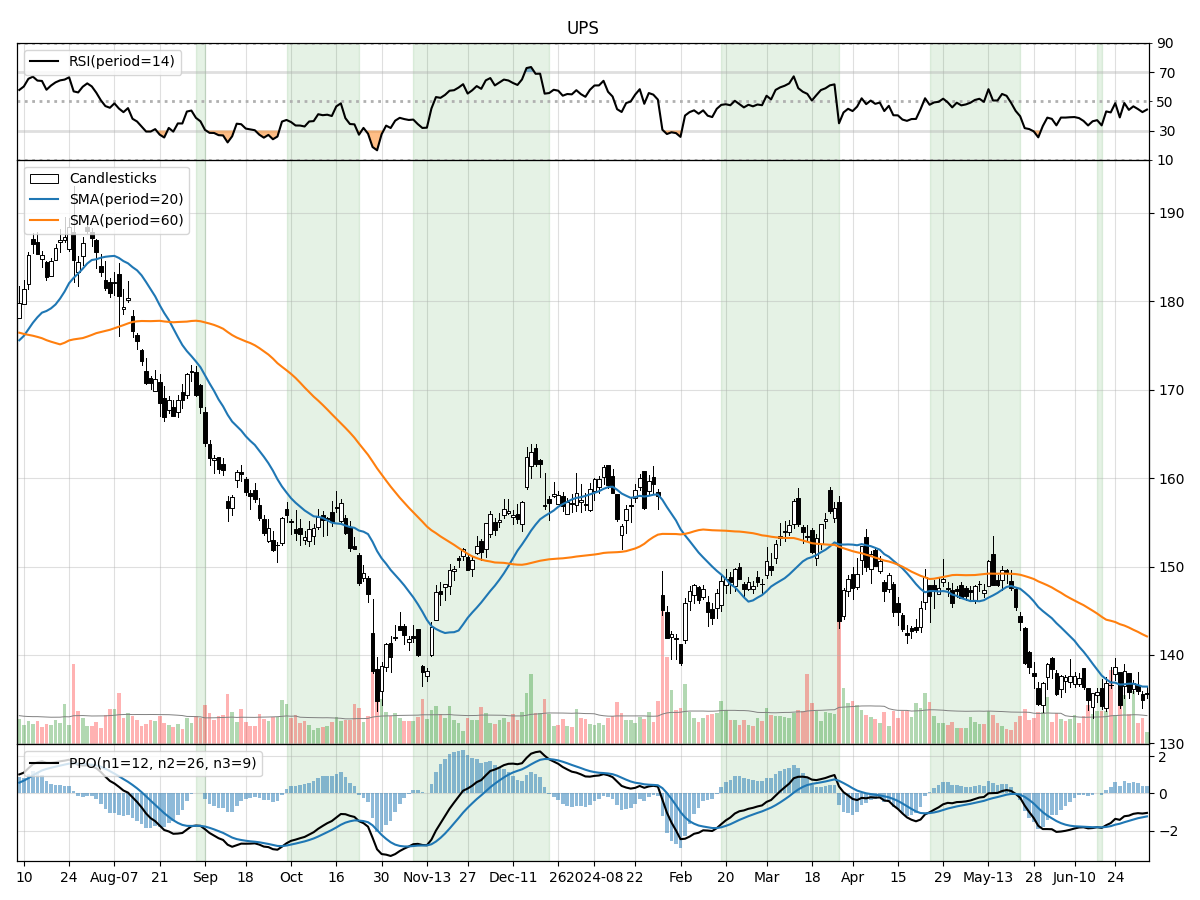 UPS
RSI(period=14)
90
70
50
30
10
Candlesticks
SMA(period=20)
SMA(period=60)
190
180
170
160
150
140
130
PPO(n1=12, n2=26, n3=9)
2
0
−2
10 24 Aug-07 21 Sep 18 Oct 16 30 Nov-13 27 Dec-11 26 2024-08 22 Feb 20 Mar 18 Apr 15 29 May-13 28 Jun-10 24